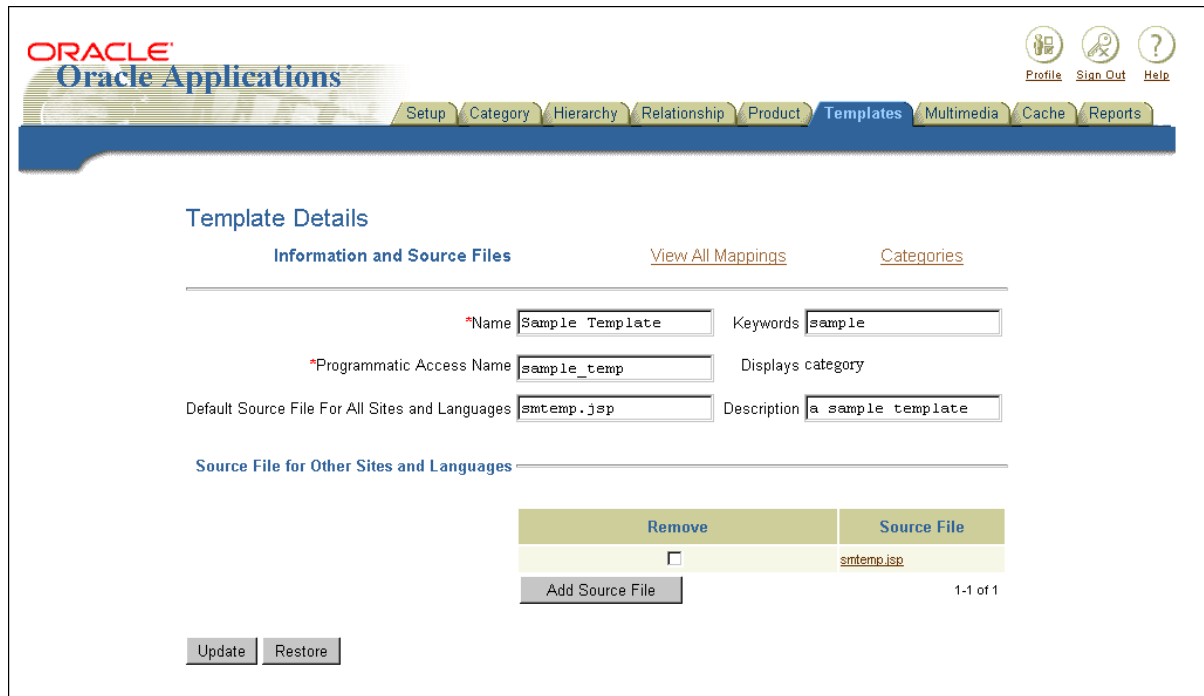 ORACLE
Oracle Applications
Profile Sign Out Help
Setup Category Hierarchy Relationship Product Templates Multimedia Cache Reports
Template Details
Information and Source Files View All Mappings Categories
*Name Sample Template Keywords sample
*Programmatic Access Name sample_temp Displays category
Default Source File For All Sites and Languages smtemp.jsp Description a sample template
Source File for Other Sites and Languages
Remove Source File
smtemp.jsp
Add Source File 1-1 of 1
Update Restore